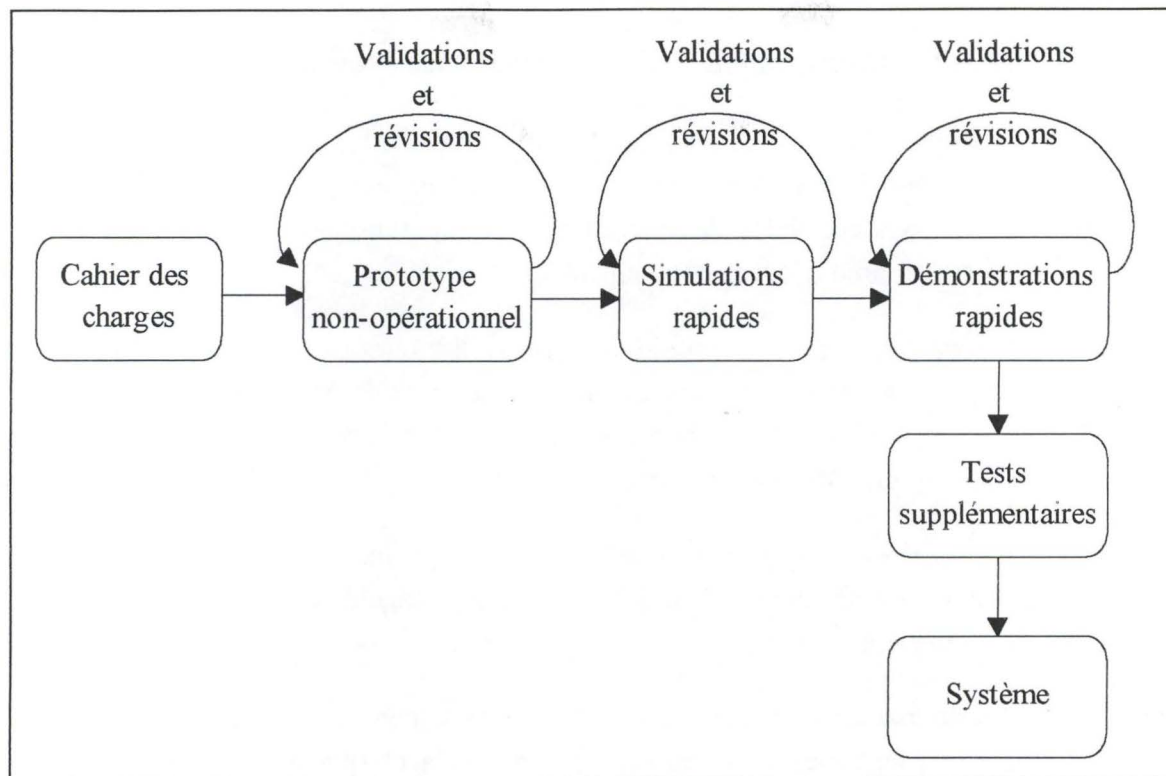 Validations
et
révisions
Validations
et
révisions
Validations
et
révisions
Cahier des
charges
Prototype
non-opérationnel
Simulations
rapides
Démonstrations
rapides
Tests
supplémentaires
Système